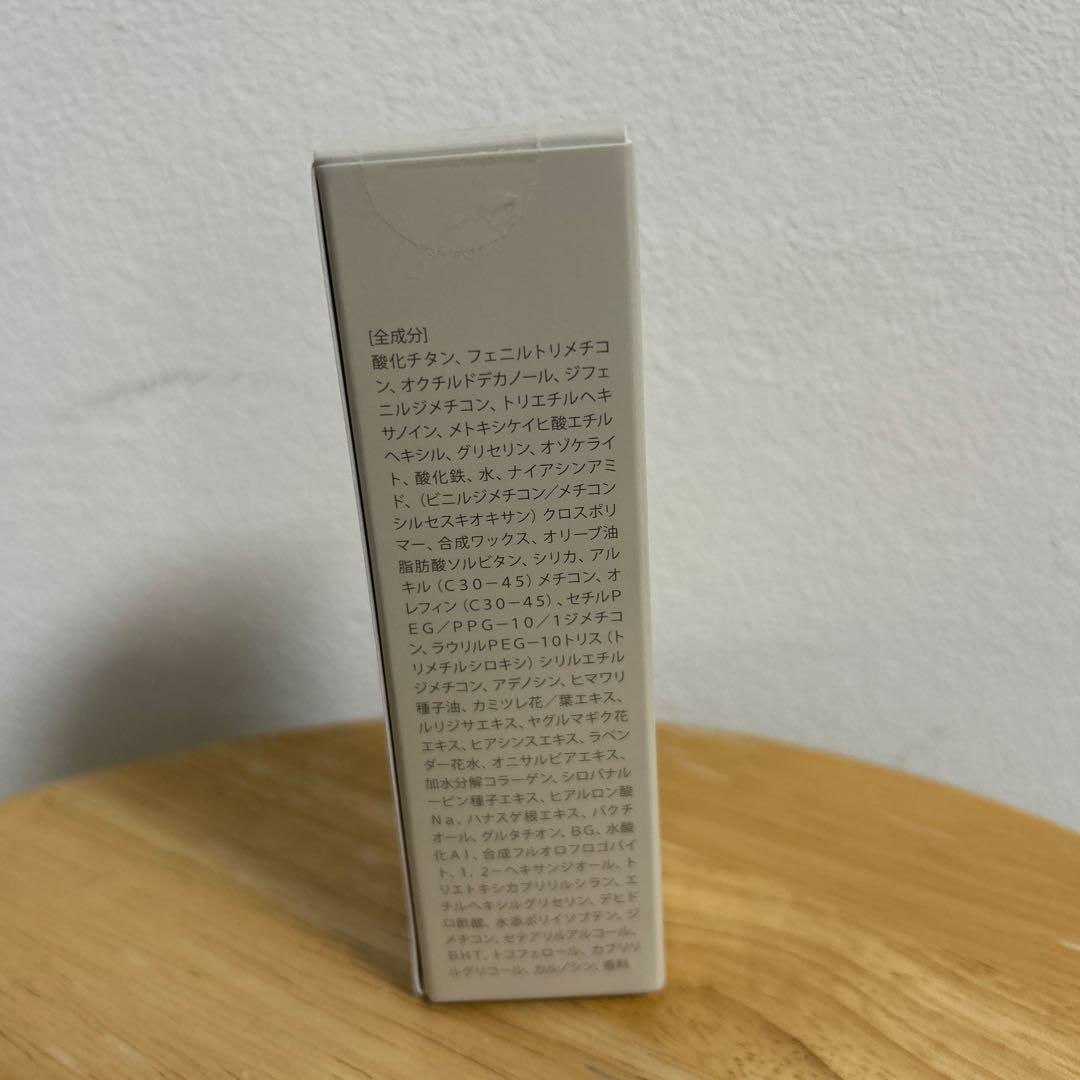 [全成分]
酸化チタン、フェニルトリメチコ
ン、オクチルドデカノール、ジフェ
ニルジメチコン、トリエチルヘキ
サノイン、メトキシケイヒ酸エチル
ヘキシル、グリセリン、オゾケライ
ト、酸化鉄、水、ナイアシンアミ
ド、（ビニルジメチコン／メチコン
シルセスキオキサン）クロスポリ
マー、合成ワックス、オリーブ油
脂肪酸ソルビタン、シリカ、アル
キル（C30－45）メチコン、オ
レフィン（C30－45）、セチルP
EG／PPG－10／1ジメチコ
ン、ラウリルPEG－10トリス（ト
リメチルシロキシ）シリルエチル
ジメチコン、アデノシン、ヒマワリ
種子油、カミツレ花／葉エキス、
ルリジサエキス、ヤグルマギク花
エキス、ヒアシンスエキス、ラベン
ダー花水、オニサルビアエキス、
加水分解コラーゲン、シロバナル
ーピン種子エキス、ヒアルロン酸
Na、ハナスゲ根エキス、バクチ
オール、グルタチオン、BG、水酸
化Al、合成フルオロフロゴパイ
ト、1，2－ヘキサンジオール、ト
リエトキシカプリリルシラン、エ
チルヘキシルグリセリン、デヒド
ロ酢酸、水添ポリイソブテン、ジ
メチコン、セテアリルアルコール、
BHT、トコフェロール、カプリリ
ルグリコール、カルノシン、香料